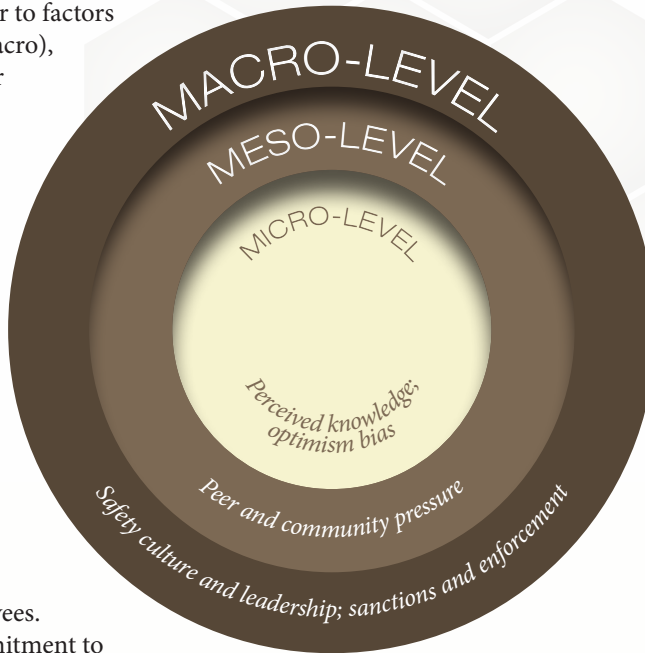 r to factors
acro),
r
MACRO-LEVEL
MESO-LEVEL
MICRO-LEVEL
Perceived knowledge;
optimism bias
Peer and community pressure
Safety culture and leadership; sanctions and enforcement
ees.
mitment to